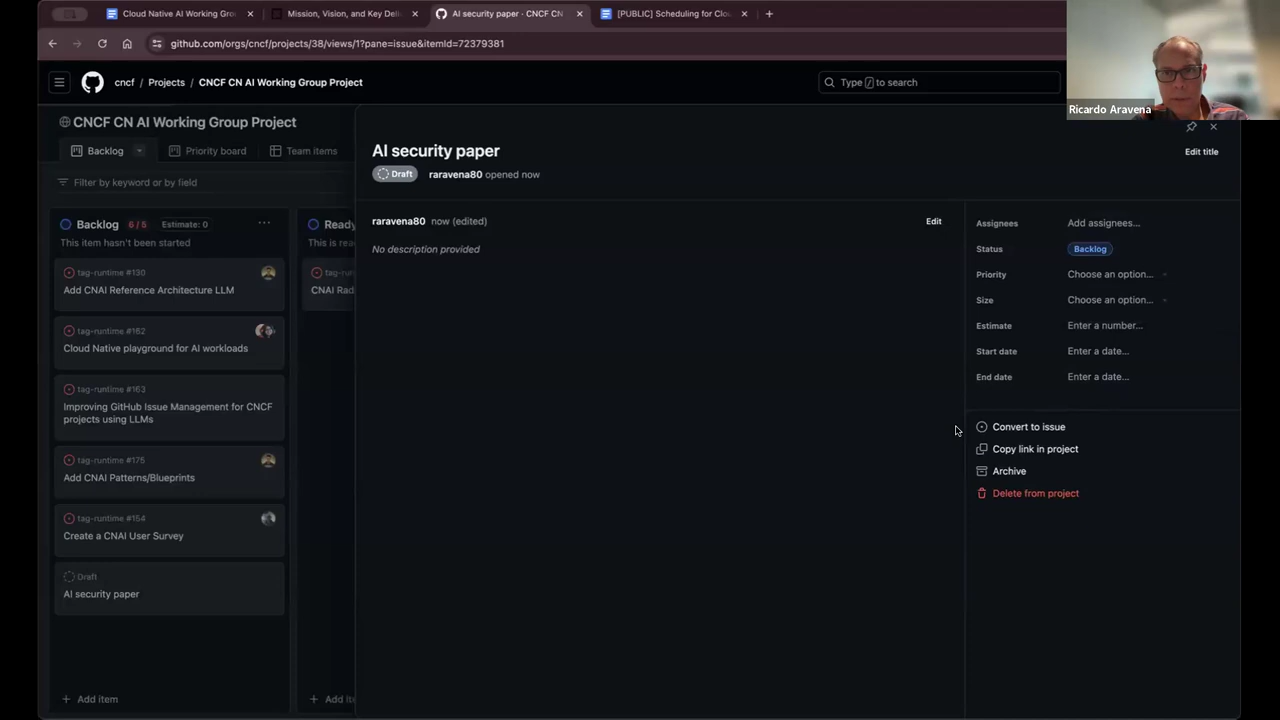 Cloud Native AI Working Gro
Mission, Vision, and Key Deli
AI security paper · CNCF CN
[PUBLIC] Scheduling for Clo
github.com/orgs/cncf/projects/38/views/1?pane=issue&itemId=72379381
cncf / Projects / CNCF CN AI Working Group Project
Type / to search
Ricardo Aravena
CNCF CN AI Working Group Project
Backlog
Priority board
Team items
Filter by keyword or by field
Backlog 6 / 5 Estimate: 0
This item hasn't been started
tag-runtime #130
Add CNAI Reference Architecture LLM
tag-runtime #162
Cloud Native playground for AI workloads
tag-runtime #163
Improving GitHub Issue Management for CNCF
projects using LLMs
tag-runtime #175
Add CNAI Patterns/Blueprints
tag-runtime #154
Create a CNAI User Survey
Draft
AI security paper
Add item
Ready
This is rea
tag-run
CNAI Rad
Add ite
AI security paper
Edit title
Draft raravena80 opened now
raravena80 now (edited)
Edit
No description provided
Assignees Add assignees...
Status Backlog
Priority Choose an option...
Size Choose an option...
Estimate Enter a number...
Start date Enter a date...
End date Enter a date...
Convert to issue
Copy link in project
Archive
Delete from project